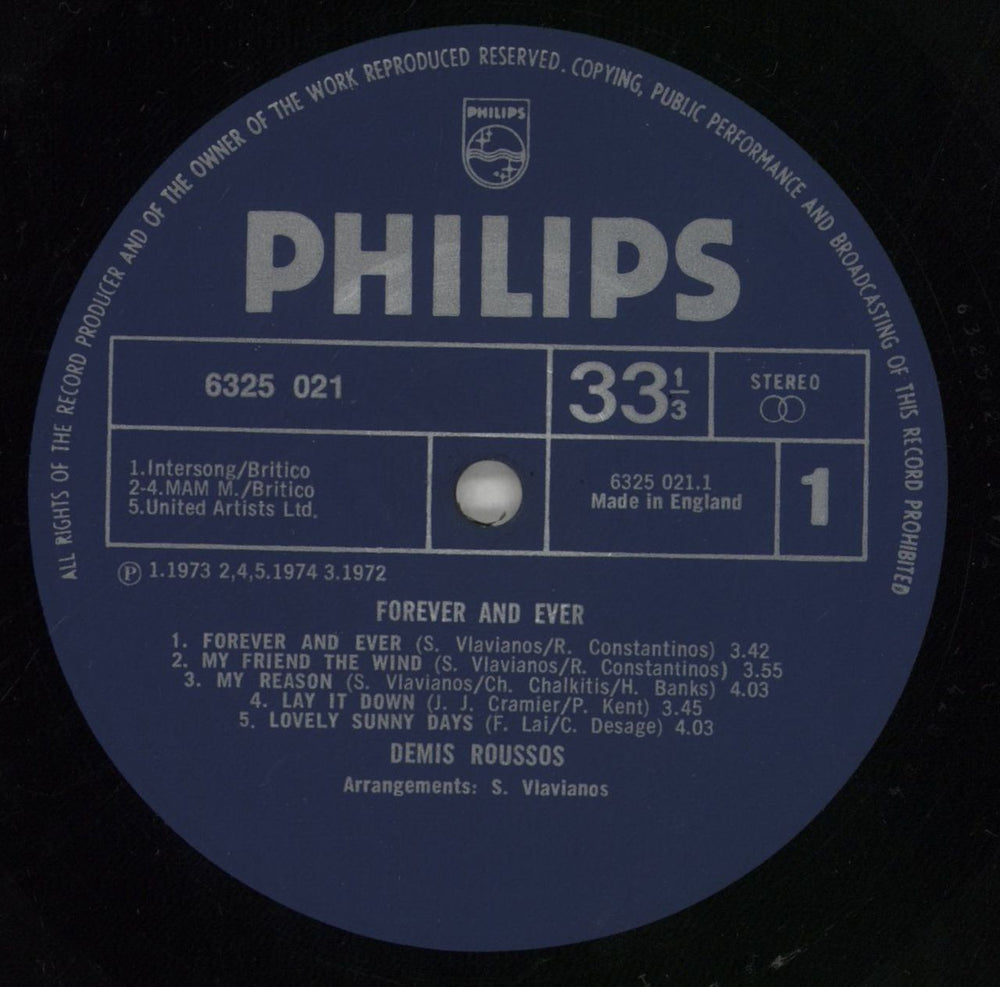 ALL RIGHTS OF THE RECORD PRODUCER AND OF THE OWNER OF THE WORK REPRODUCED RESERVED. COPYING, PUBLIC PERFORMANCE AND BROADCASTING OF THIS RECORD PROHIBITED
PHILIPS
PHILIPS
6325 021
33 1/3
STEREO
1.Intersong/Britico
2-4.MAM M./Britico
5.United Artists Ltd.
6325 021.1
Made in England
1
Ⓟ 1.1973 2,4,5.1974 3.1972
FOREVER AND EVER
1. FOREVER AND EVER (S. Vlavianos/R. Constantinos) 3.42
2. MY FRIEND THE WIND (S. Vlavianos/R. Constantinos) 3.55
3. MY REASON (S. Vlavianos/Ch. Chalkitis/H. Banks) 4.03
4. LAY IT DOWN (J. J. Cramier/P. Kent) 3.45
5. LOVELY SUNNY DAYS (F. Lai/C. Desage) 4.03
DEMIS ROUSSOS
Arrangements: S. Vlavianos